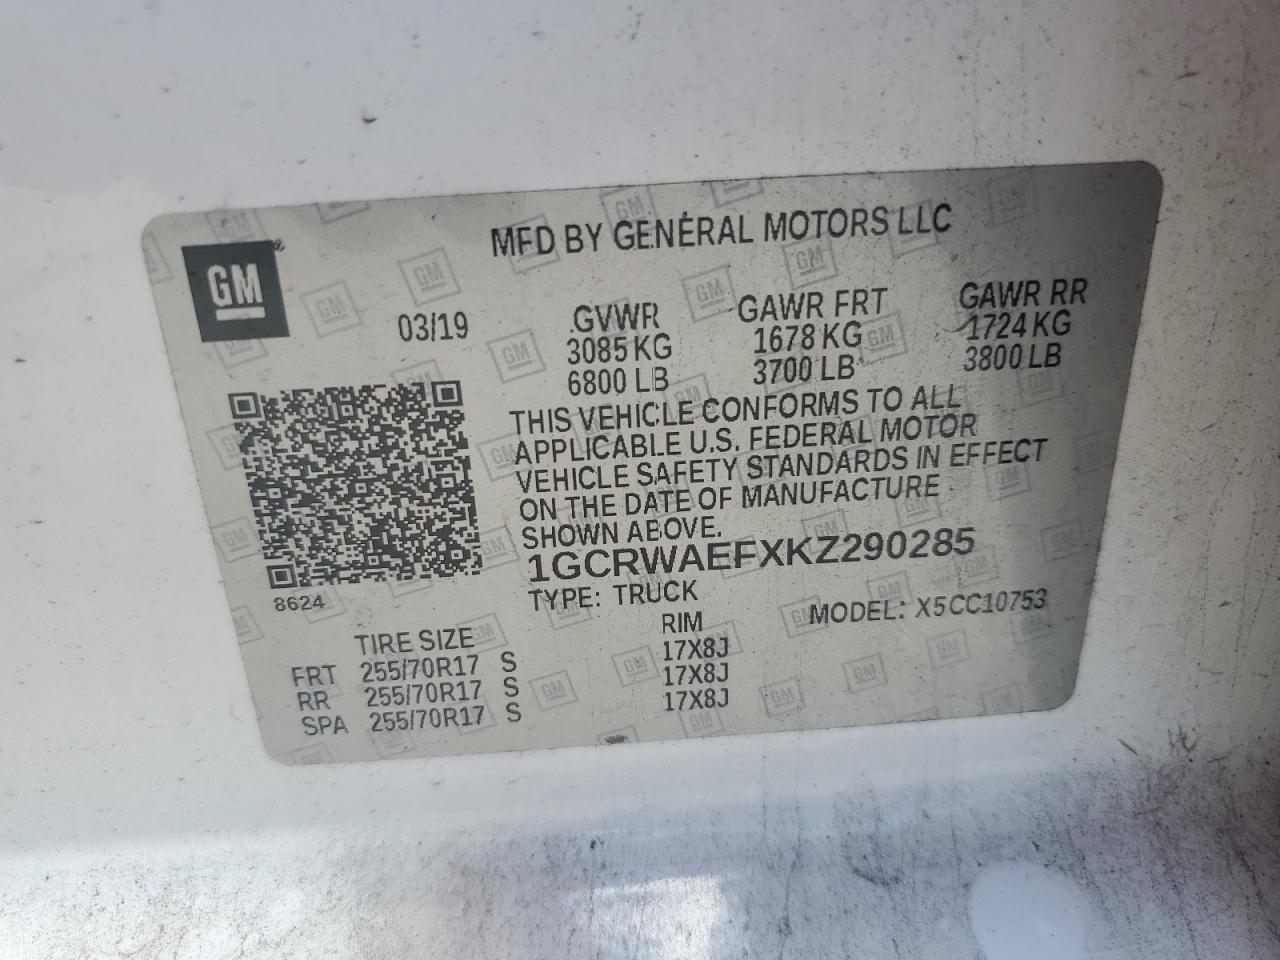 GM®
MFD BY GENERAL MOTORS LLC
03/19
GVWR GAWR FRT GAWR RR
3085 KG 1678 KG 1724 KG
6800 LB 3700 LB 3800 LB
THIS VEHICLE CONFORMS TO ALL
APPLICABLE U.S. FEDERAL MOTOR
VEHICLE SAFETY STANDARDS IN EFFECT
ON THE DATE OF MANUFACTURE
SHOWN ABOVE.
1GCRWAEFXKZ290285
TYPE: TRUCK
MODEL: X5CC10753
8624
TIRE SIZE RIM
FRT 255/70R17 S 17X8J
RR 255/70R17 S 17X8J
SPA 255/70R17 S 17X8J